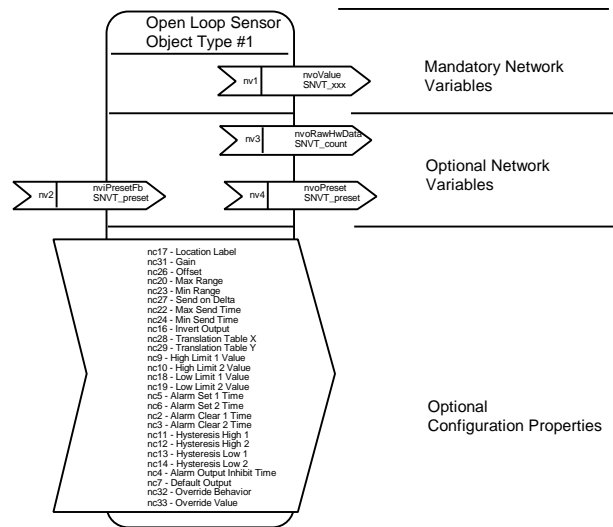 Open Loop Sensor
Object Type #1
nv1
nvoValue
SNVT_xxx
Mandatory Network
Variables
nv3
nvoRawHwData
SNVT_count
nv2
nviPresetFb
SNVT_preset
nv4
nvoPreset
SNVT_preset
Optional Network
Variables
nc17 - Location Label
nc31 - Gain
nc26 - Offset
nc20 - Max Range
nc23 - Min Range
nc27 - Send on Delta
nc22 - Max Send Time
nc24 - Min Send Time
nc16 - Invert Output
nc28 - Translation Table X
nc29 - Translation Table Y
nc9 - High Limit 1 Value
nc10 - High Limit 2 Value
nc18 - Low Limit 1 Value
nc19 - Low Limit 2 Value
nc5 - Alarm Set 1 Time
nc6 - Alarm Set 2 Time
nc2 - Alarm Clear 1 Time
nc3 - Alarm Clear 2 Time
nc11 - Hysteresis High 1
nc12 - Hysteresis High 2
nc13 - Hysteresis Low 1
nc14 - Hysteresis Low 2
nc4 - Alarm Output Inhibit Time
nc7 - Default Output
nc32 - Override Behavior
nc33 - Override Value
Optional
Configuration Properties